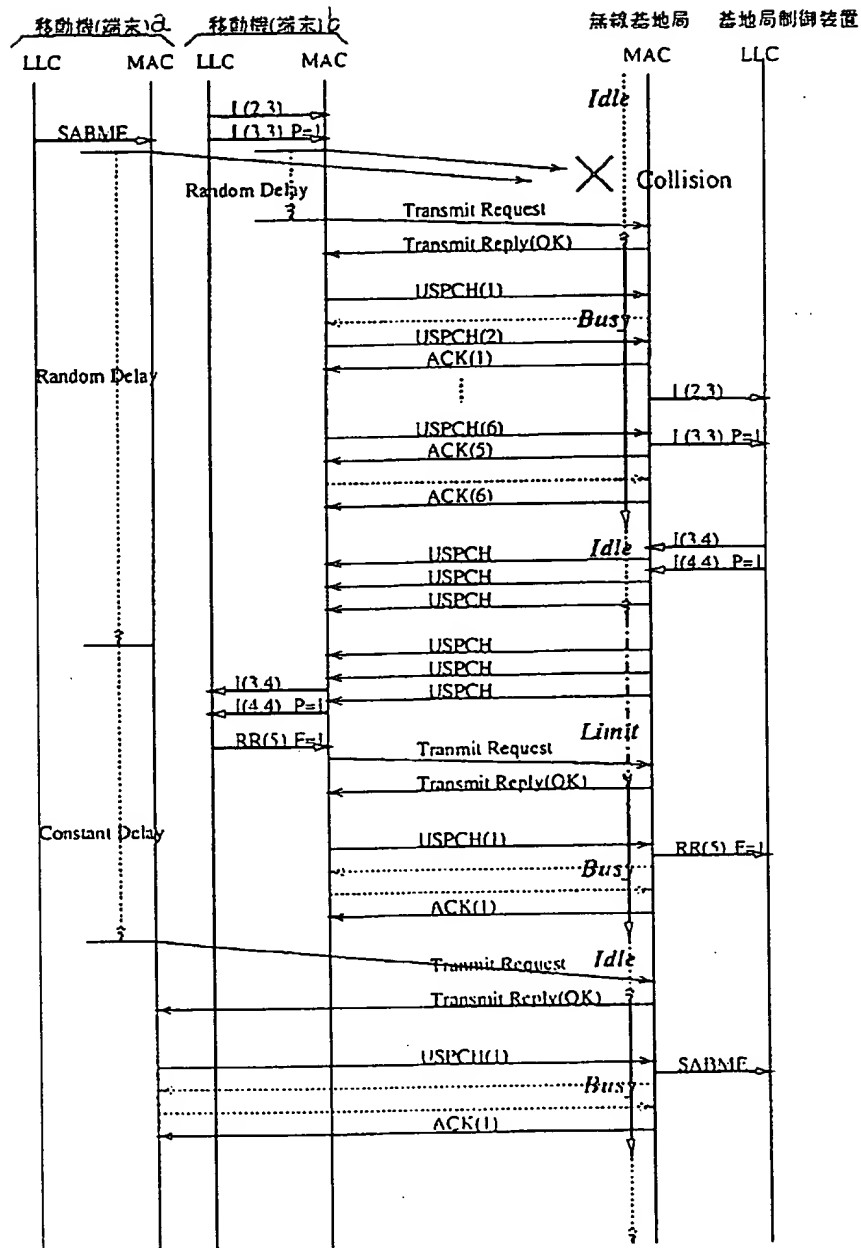 移動機(端末)a 移動機(端末)b 無線基地局 基地局制御装置
LLC MAC LLC MAC MAC LLC
Idle
I(2,3)
SABME I(3,3) P=1
Collision
Random Delay
Transmit Request
Transmit Reply(OK)
USPCH(1)
Busy
USPCH(2)
ACK(1)
Random Delay
I(2,3)
USPCH(6)
I(3,3) P=1
ACK(5)
ACK(6)
I(3,4)
Idle
USPCH I(4,4) P=1
USPCH
USPCH
USPCH
USPCH
I(3,4) USPCH
I(4,4) P=1
Limit
RR(5) F=1 Tranmit Request
Transmit Reply(OK)
Constant Delay
USPCH(1) RR(5) F=1
Busy
ACK(1)
Idle
Tranmit Request
Transmit Reply(OK)
USPCH(1) SABME
Busy
ACK(1)